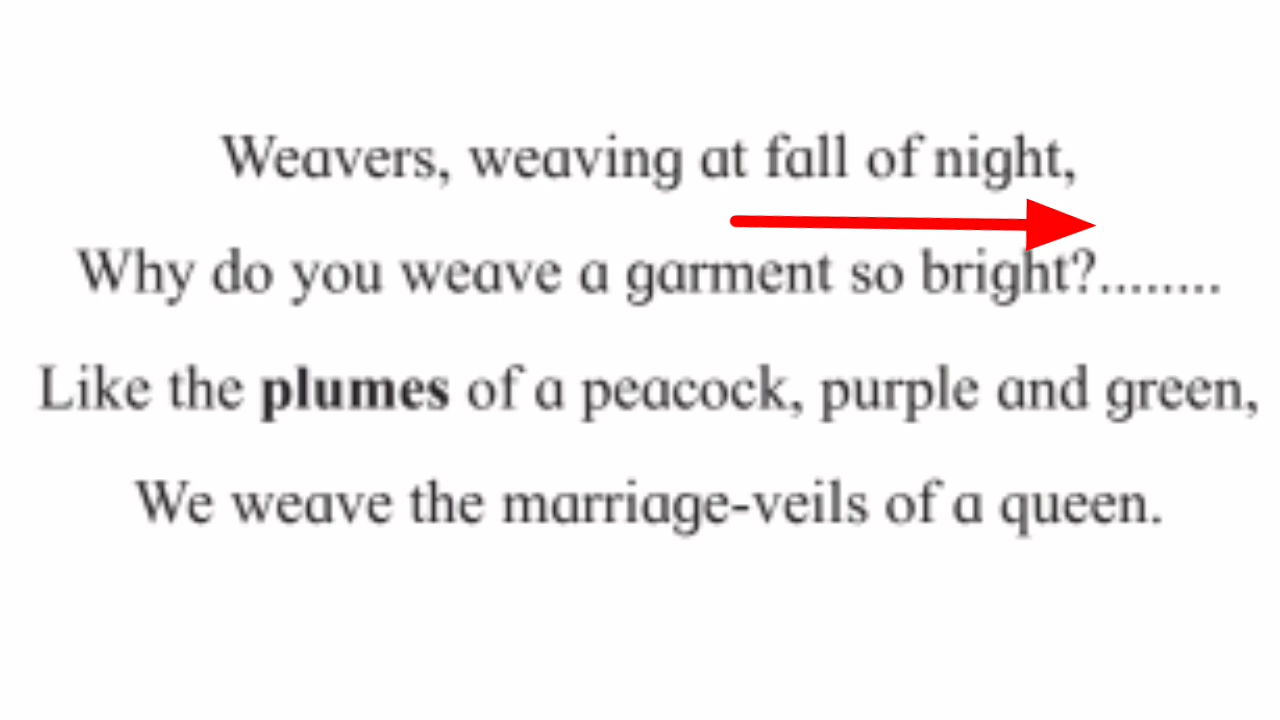 Weavers, weaving at fall of night,
Why do you weave a garment so bright?........
Like the plumes of a peacock, purple and green,
We weave the marriage-veils of a queen.